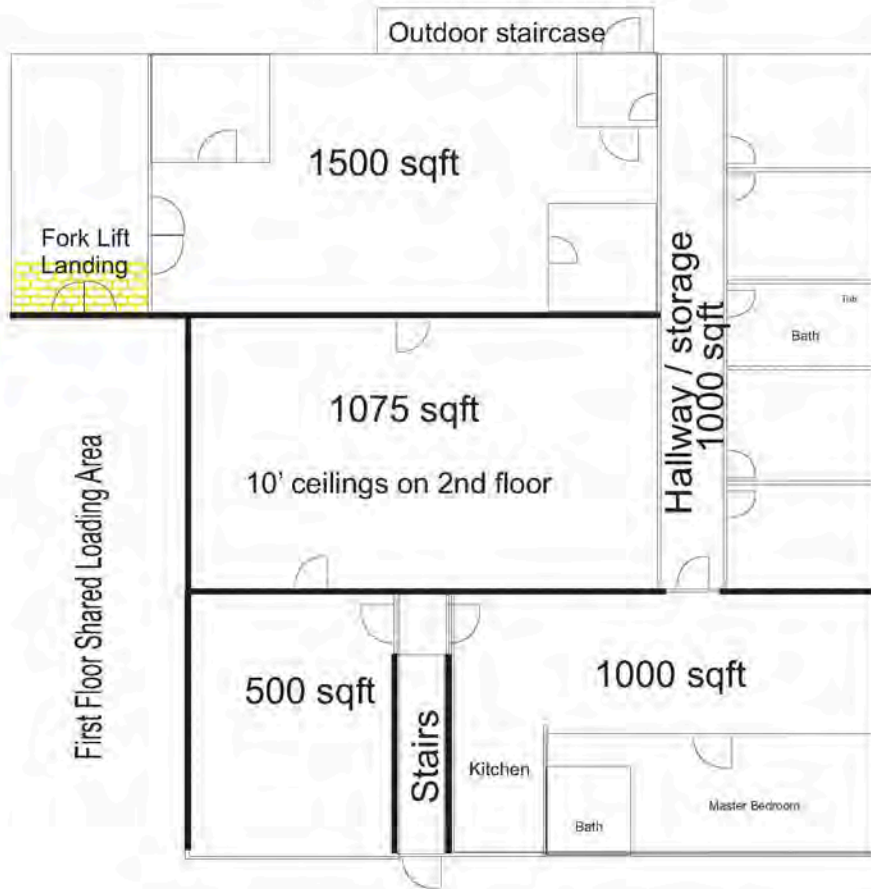 Outdoor staircase
1500 sqft
Fork Lift
Landing
Hallway / storage
1000 sqft
Tub
Bath
1075 sqft
10' ceilings on 2nd floor
First Floor Shared Loading Area
500 sqft
Stairs
1000 sqft
Kitchen
Bath
Master Bedroom